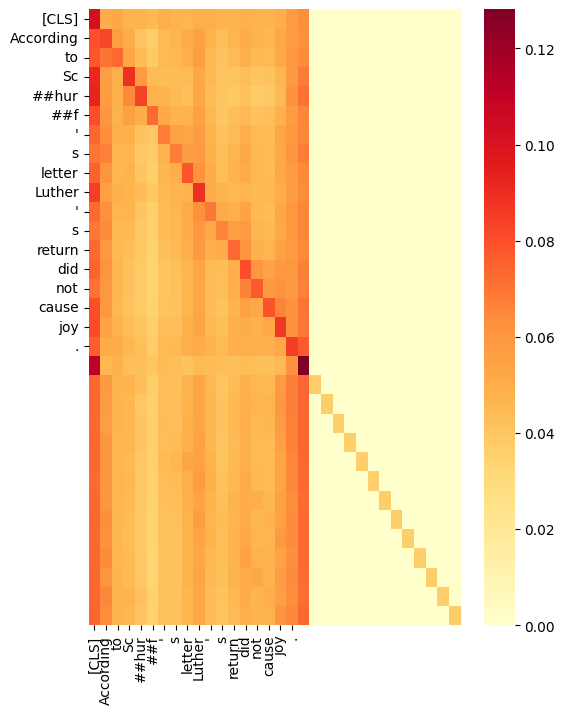 [CLS]
According
to
Sc
##hur
##f
'
s
letter
Luther
'
s
return
did
not
cause
joy
.
[CLS]
According
to
Sc
##hur
##f
'
s
letter
Luther
'
s
return
did
not
cause
joy
.
0.12
0.10
0.08
0.06
0.04
0.02
0.00